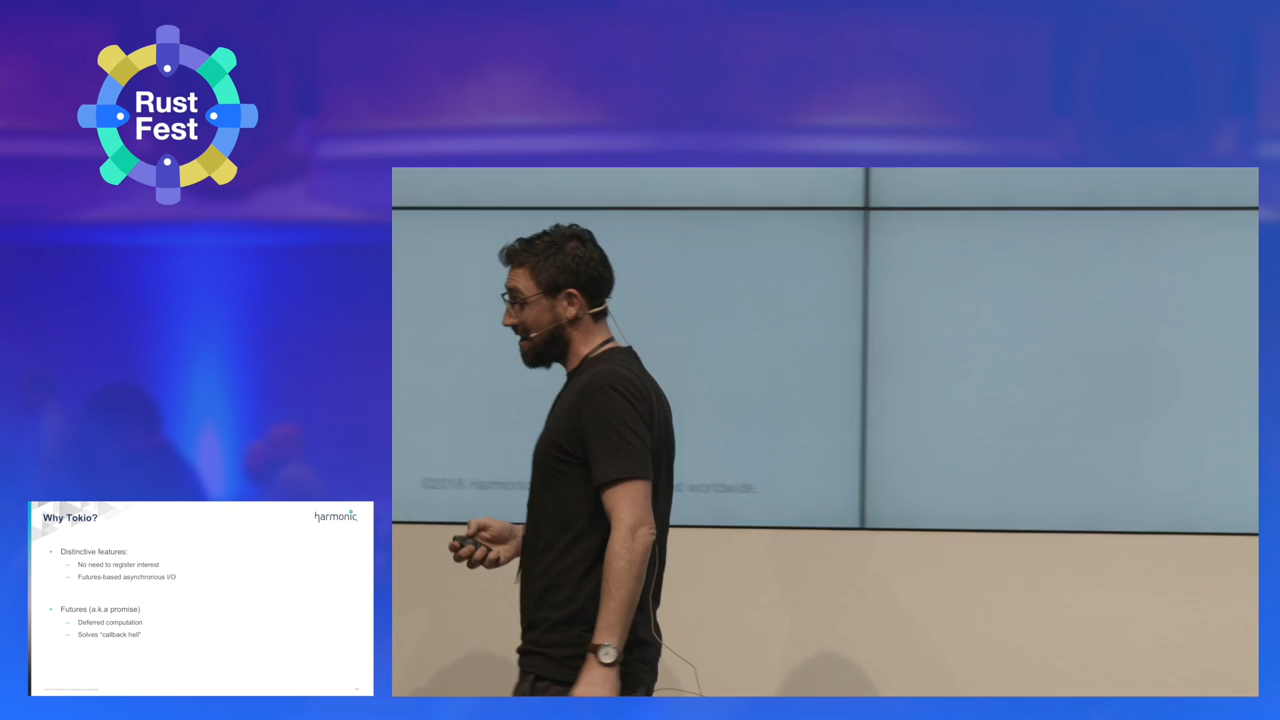 Rust
Fest
Why Tokio?
harmonic
• Distinctive features:
– No need to register interest
– Futures-based asynchronous I/O
• Futures (a.k.a promise)
– Deferred computation
– Solves "callback hell"
worldwide.